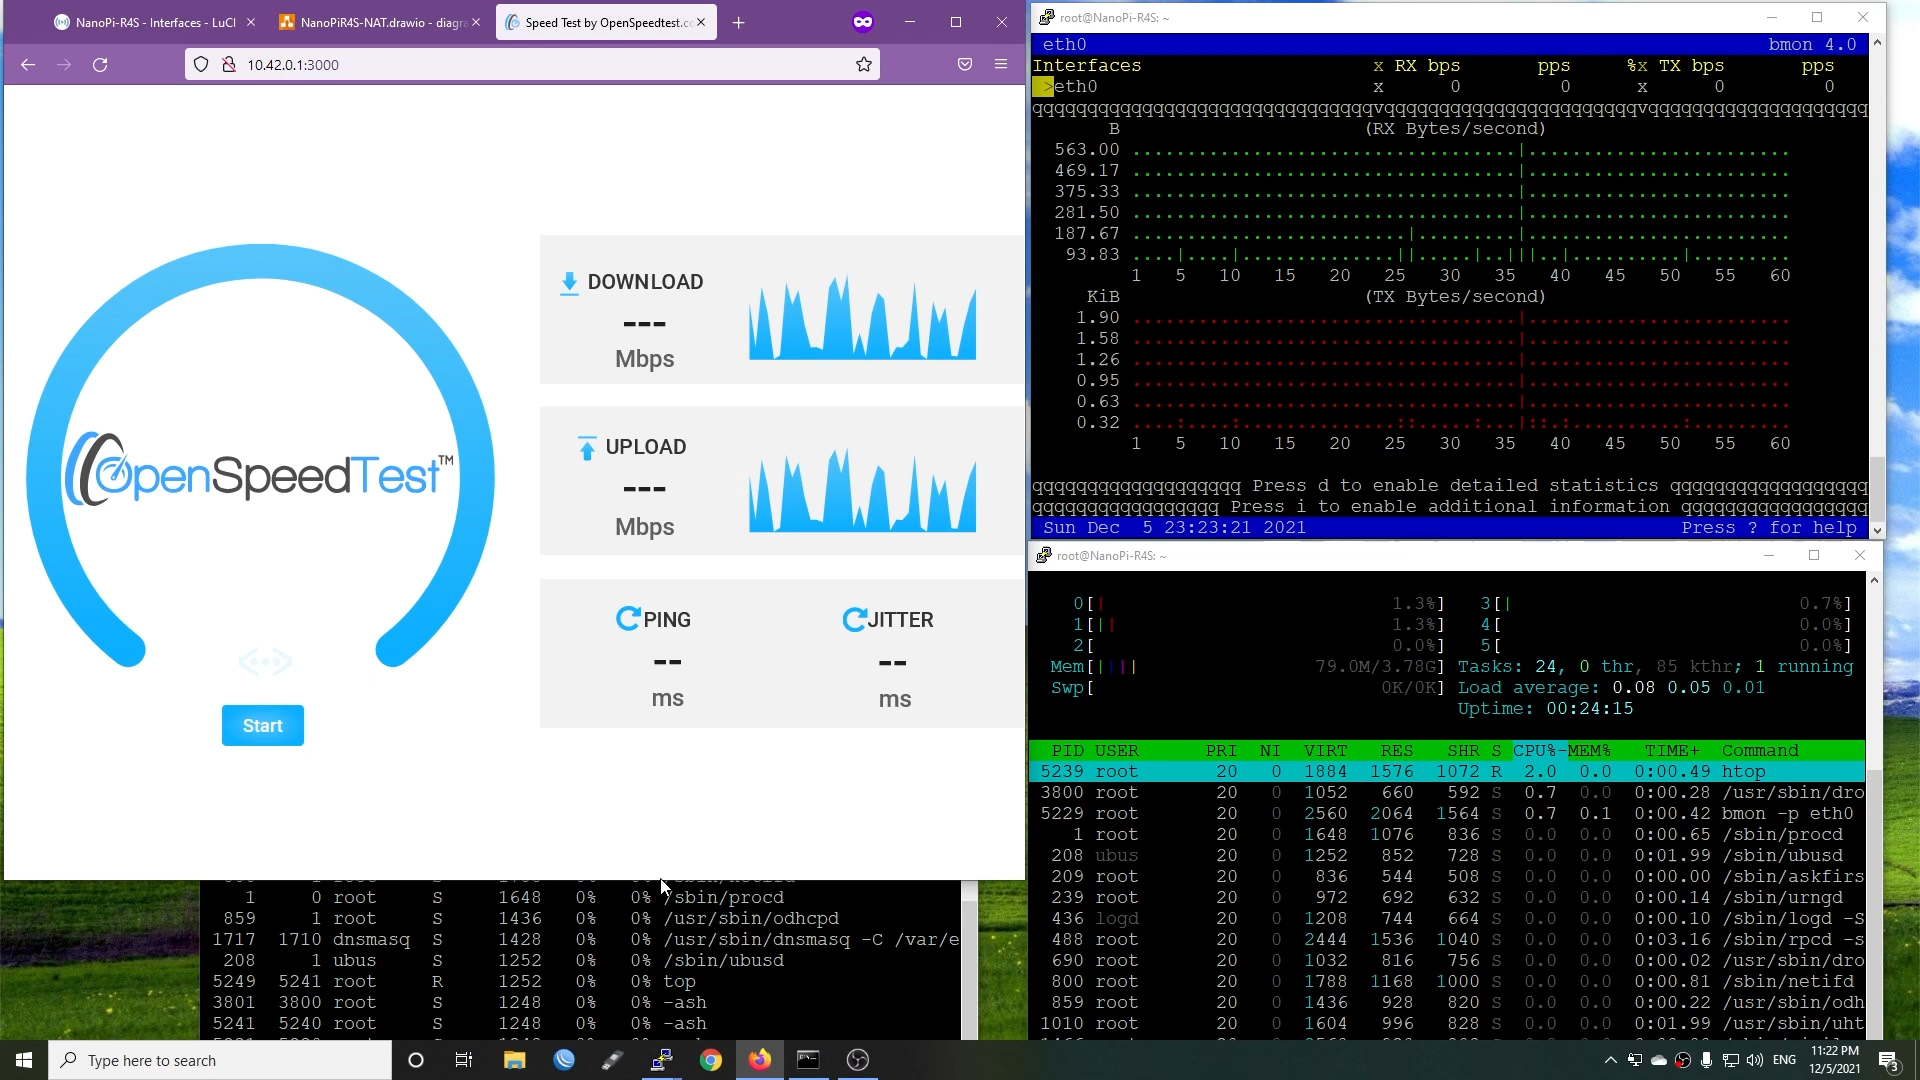 NanoPi-R4S - Interfaces - LuCI
NanoPiR4S-NAT.drawio - diagra
Speed Test by OpenSpeedtest.co
10.42.0.1:3000
OpenSpeedTest™
Start
DOWNLOAD
---
Mbps
UPLOAD
---
Mbps
PING
--
ms
JITTER
--
ms
root@NanoPi-R4S: ~
eth0 bmon 4.0
Interfaces x RX bps pps %x TX bps pps
>eth0 x 0 0 x 0 0
qqqqqqqqqqqqqqqqqqqqqqqqqqqqqqqvqqqqqqqqqqqqqqqqqqqqqqqvqqqqqqqqqqqqqqqqqqqq
B (RX Bytes/second)
563.00
469.17
375.33
281.50
187.67
93.83
1 5 10 15 20 25 30 35 40 45 50 55 60
KiB (TX Bytes/second)
1.90
1.58
1.26
0.95
0.63
0.32
1 5 10 15 20 25 30 35 40 45 50 55 60
qqqqqqqqqqqqqqqqqqq Press d to enable detailed statistics qqqqqqqqqqqqqqqqqq
qqqqqqqqqqqqqqqqq Press i to enable additional information qqqqqqqqqqqqqqqqq
Sun Dec 5 23:23:21 2021 Press ? for help
root@NanoPi-R4S: ~
0[| 1.3%] 3[| 0.7%]
1[|| 1.3%] 4[ 0.0%]
2[ 0.0%] 5[ 0.0%]
Mem[|||| 79.0M/3.78G] Tasks: 24, 0 thr, 85 kthr; 1 running
Swp[ 0K/0K] Load average: 0.08 0.05 0.01
Uptime: 00:24:15
PID USER PRI NI VIRT RES SHR S CPU%-MEM% TIME+ Command
5239 root 20 0 1884 1576 1072 R 2.0 0.0 0:00.49 htop
3800 root 20 0 1052 660 592 S 0.7 0.0 0:00.28 /usr/sbin/dro
5229 root 20 0 2560 2064 1564 S 0.7 0.1 0:00.42 bmon -p eth0
1 root 20 0 1648 1076 836 S 0.0 0.0 0:00.65 /sbin/procd
208 ubus 20 0 1252 852 728 S 0.0 0.0 0:01.99 /sbin/ubusd
209 root 20 0 836 544 508 S 0.0 0.0 0:00.00 /sbin/askfirs
239 root 20 0 972 692 632 S 0.0 0.0 0:00.14 /sbin/urngd
436 logd 20 0 1208 744 664 S 0.0 0.0 0:00.10 /sbin/logd -S
488 root 20 0 2444 1536 1040 S 0.0 0.0 0:03.16 /sbin/rpcd -s
690 root 20 0 1032 816 756 S 0.0 0.0 0:00.02 /usr/sbin/dro
800 root 20 0 1788 1168 1000 S 0.0 0.0 0:00.81 /sbin/netifd
859 root 20 0 1436 928 820 S 0.0 0.0 0:00.22 /usr/sbin/odh
1010 root 20 0 1604 996 828 S 0.0 0.0 0:01.99 /usr/sbin/uht
1 0 root S 1648 0% 0% /sbin/procd
859 1 root S 1436 0% 0% /usr/sbin/odhcpd
1717 1710 dnsmasq S 1428 0% 0% /usr/sbin/dnsmasq -C /var/e
208 1 ubus S 1252 0% 0% /sbin/ubusd
5249 5241 root R 1252 0% 0% top
3801 3800 root S 1248 0% 0% -ash
5241 5240 root S 1248 0% 0% -ash
Type here to search
ENG
11:22 PM
12/5/2021
3